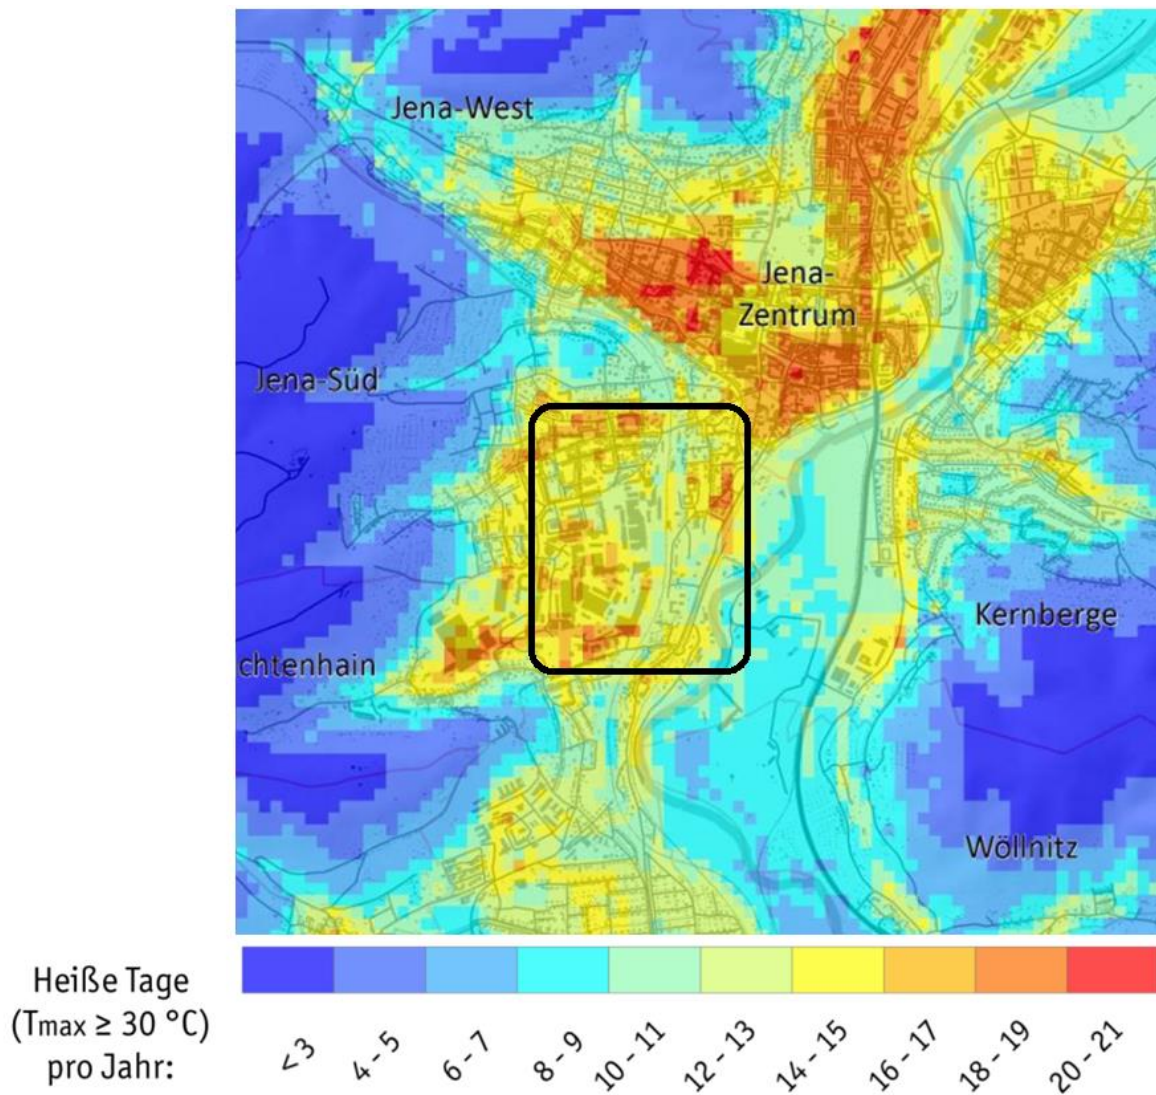 Jena-West
Jena-
Zentrum
Jena-Süd
Kernberge
chtenhain
Wöllnitz
Heiße Tage
(Tmax ≥ 30 °C)
pro Jahr:
< 3
4 - 5
6 - 7
8 - 9
10 - 11
12 - 13
14 - 15
16 - 17
18 - 19
20 - 21